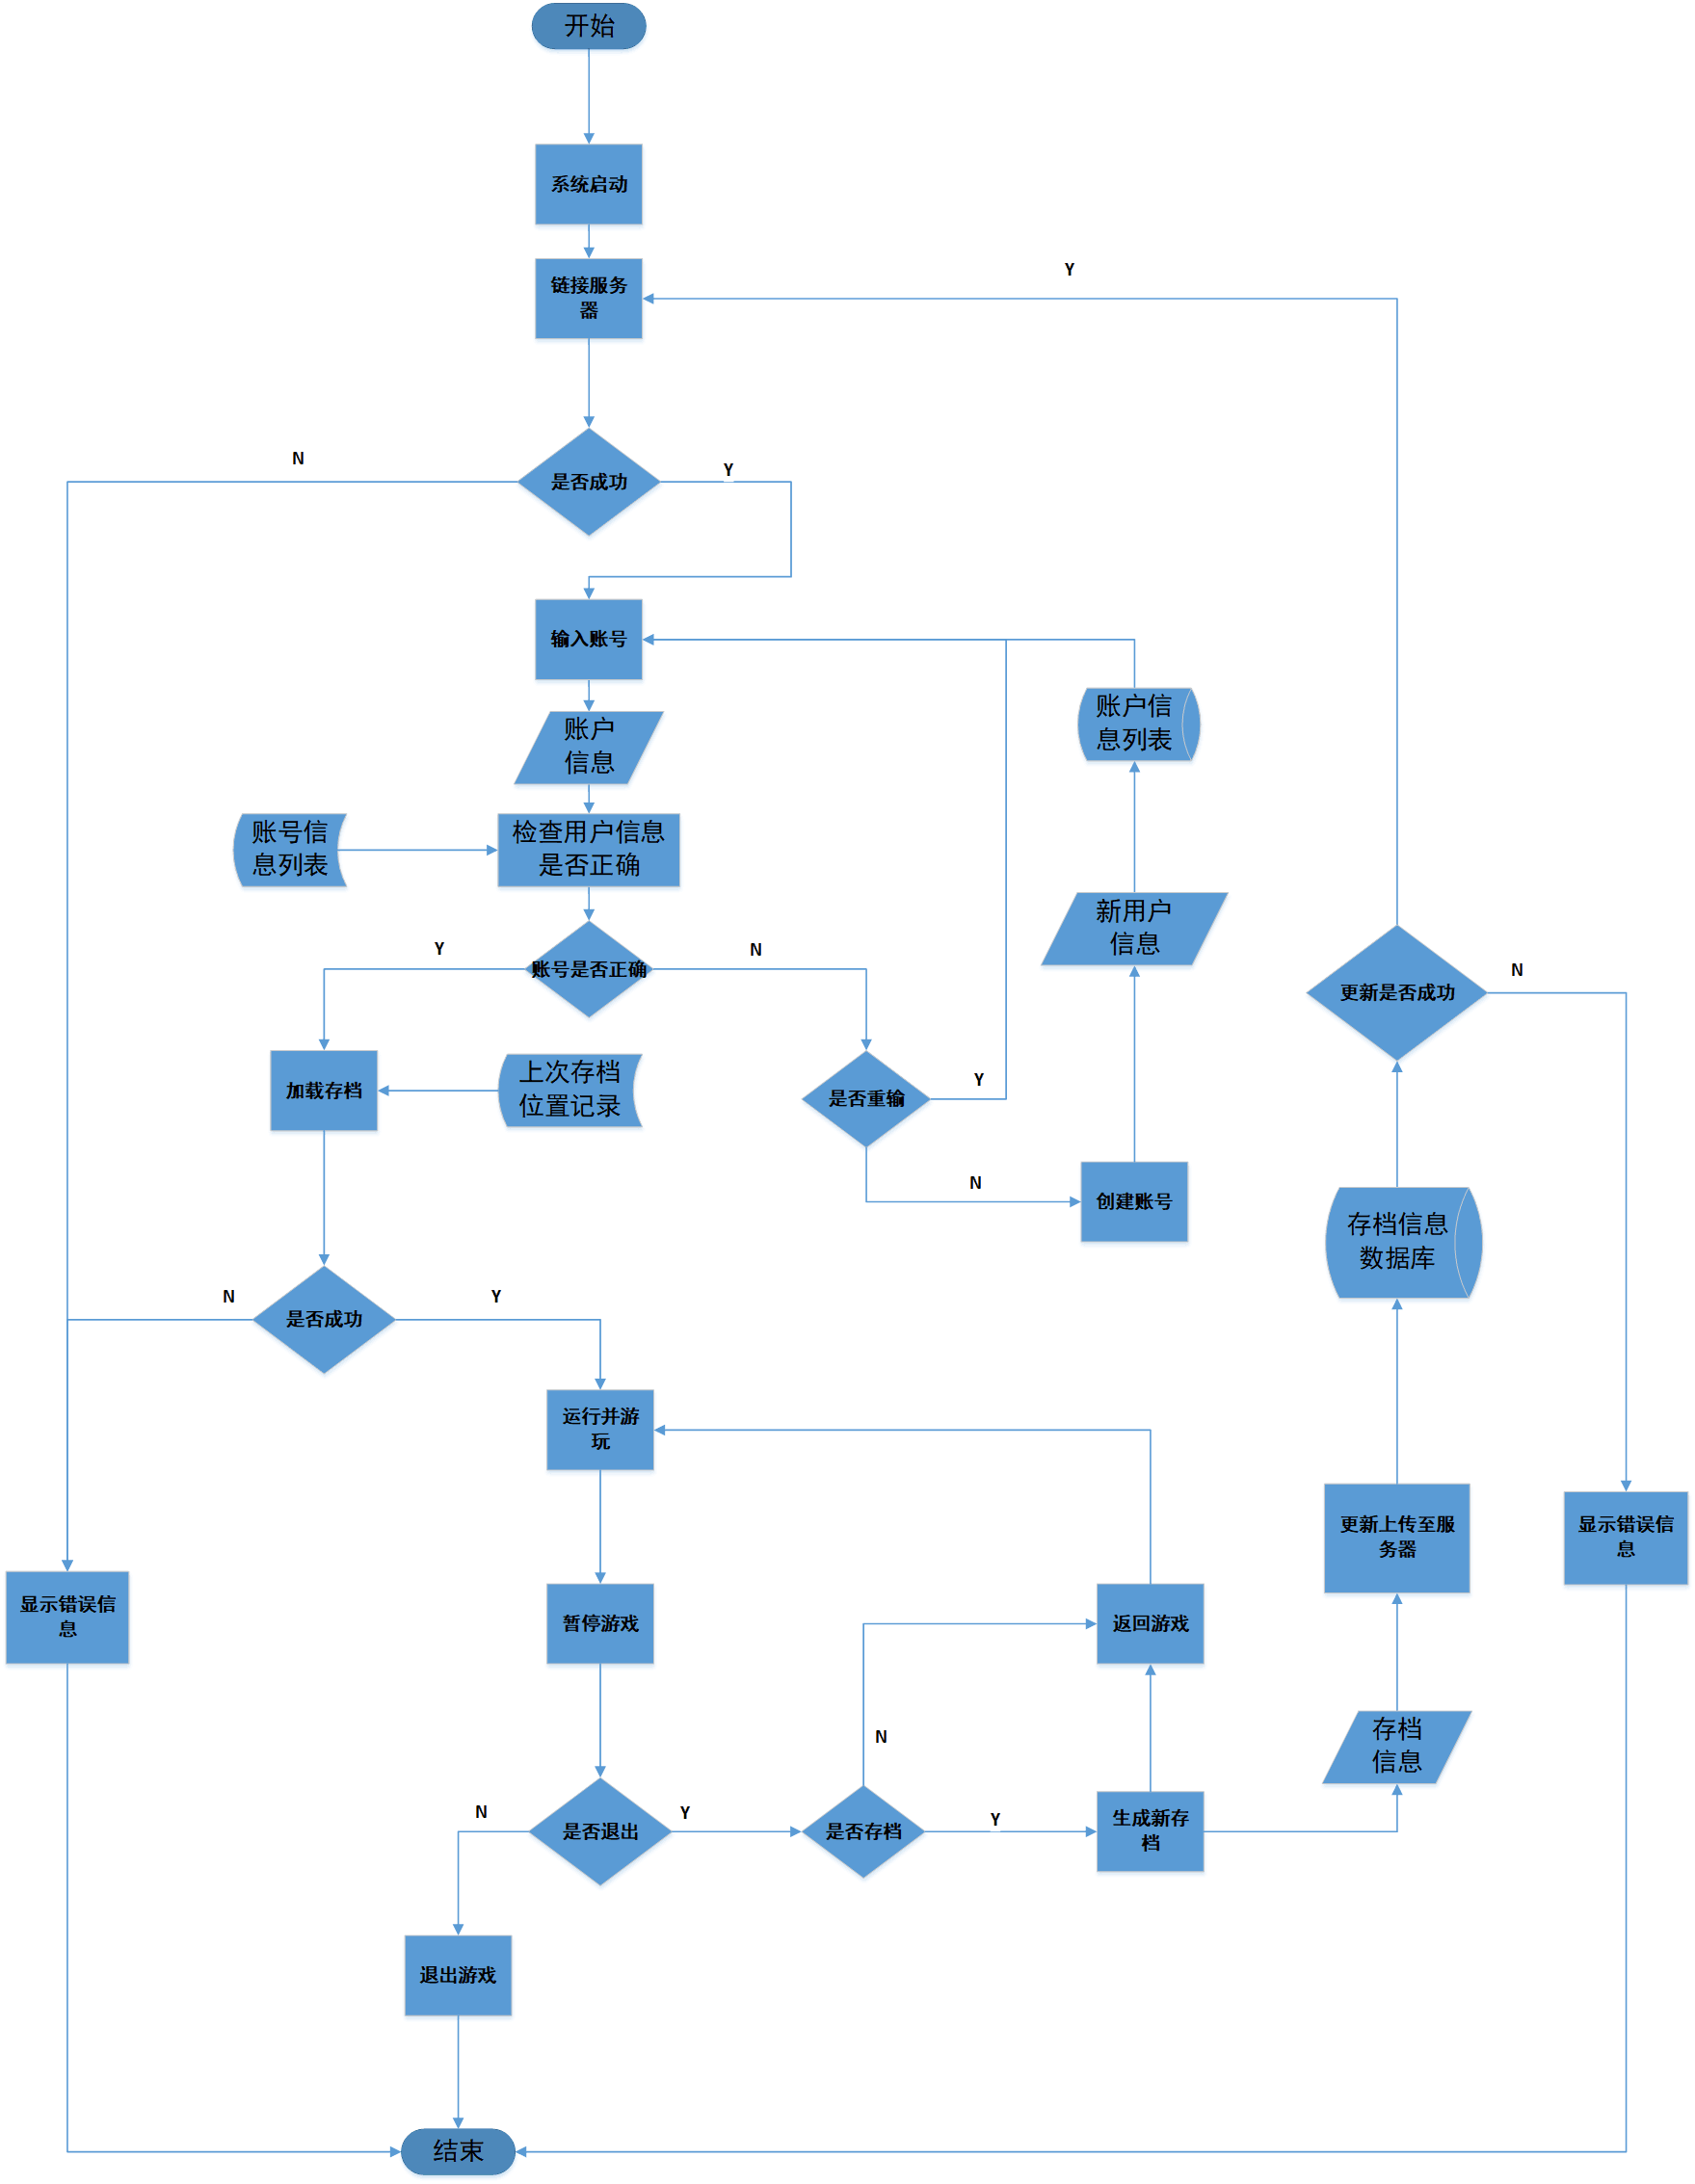 开始
系统启动
链接服务
器
Y
是否成功
N
Y
输入账号
账户
信息
账户信
息列表
账号信
息列表
检查用户信息
是否正确
新用户
信息
账号是否正确
Y
N
更新是否成功
N
加载存档
上次存档
位置记录
是否重输
Y
N
创建账号
存档信息
数据库
是否成功
N
Y
运行并游
玩
更新上传至服
务器
显示错误信
息
显示错误信
息
暂停游戏
返回游戏
N
存档
信息
是否退出
N
Y
是否存档
Y
生成新存
档
退出游戏
结束